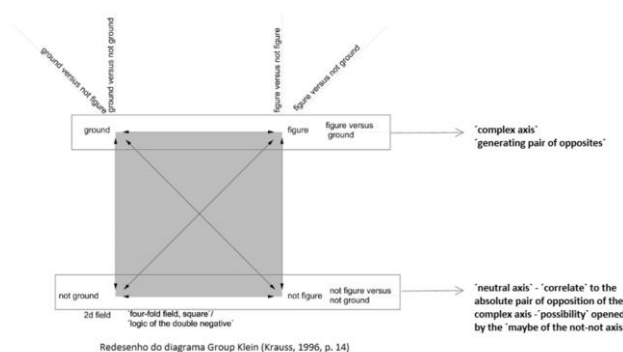 ground versus not figure
ground versus not ground
figure versus not figure
figure versus not ground
ground
figure
figure versus
ground
´complex axis´
´generating pair of opposites´
not ground
not figure
not figure versus
not ground
´neutral axis´ - ´correlate´ to the
absolute pair of opposition of the
complex axis -´possibility´ opened
by the ´maybe of the not-not axis
2d field
´four-fold field, square´/
´logic of the double negative´
Redesenho do diagrama Group Klein (Krauss, 1996, p. 14)